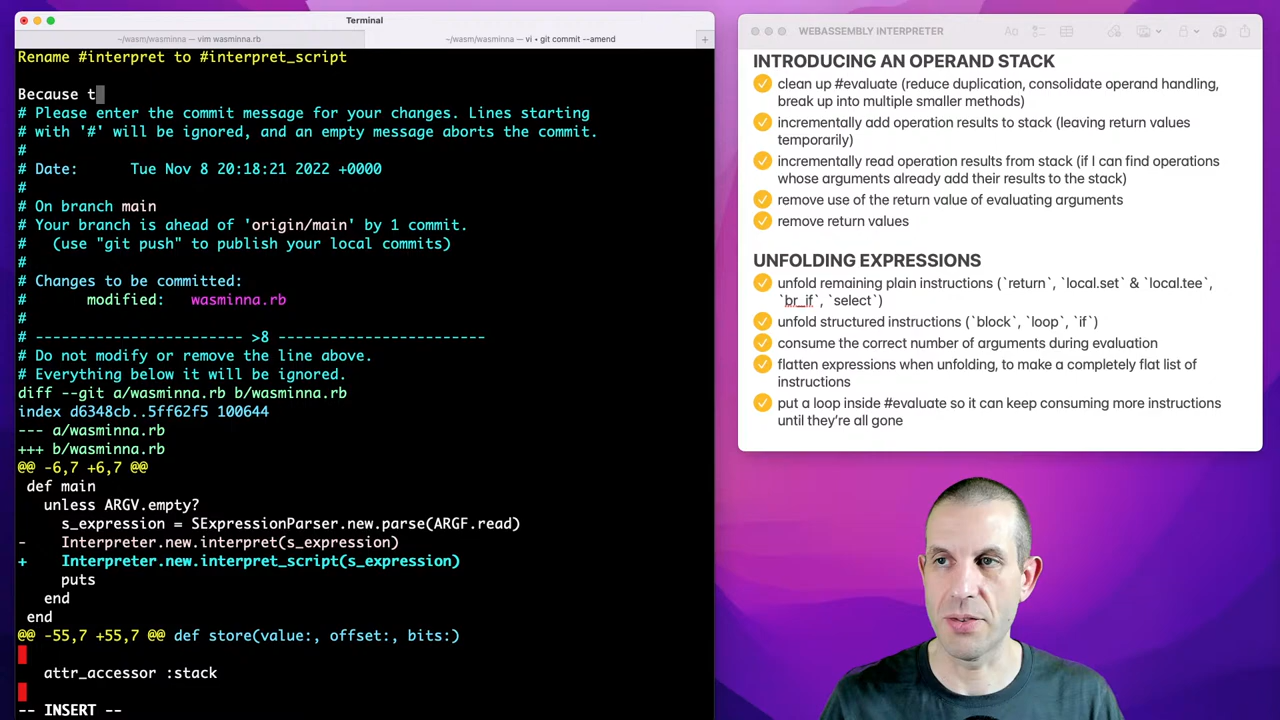 Terminal
~/wasm/wasminna — vim wasminna.rb
~/wasm/wasminna — vi • git commit --amend
+
Rename #interpret to #interpret_script
Because t
# Please enter the commit message for your changes. Lines starting
# with '#' will be ignored, and an empty message aborts the commit.
#
# Date:      Tue Nov 8 20:18:21 2022 +0000
#
# On branch main
# Your branch is ahead of 'origin/main' by 1 commit.
#   (use "git push" to publish your local commits)
#
# Changes to be committed:
#       modified:   wasminna.rb
#
# ------------------------ >8 ------------------------
# Do not modify or remove the line above.
# Everything below it will be ignored.
diff --git a/wasminna.rb b/wasminna.rb
index d6348cb..5ff62f5 100644
--- a/wasminna.rb
+++ b/wasminna.rb
@@ -6,7 +6,7 @@
 def main
   unless ARGV.empty?
     s_expression = SExpressionParser.new.parse(ARGF.read)
-    Interpreter.new.interpret(s_expression)
+    Interpreter.new.interpret_script(s_expression)
     puts
   end
 end
@@ -55,7 +55,7 @@ def store(value:, offset:, bits:)
   attr_accessor :stack
-- INSERT --
WEBASSEMBLY INTERPRETER
Aa
INTRODUCING AN OPERAND STACK
clean up #evaluate (reduce duplication, consolidate operand handling,
break up into multiple smaller methods)
incrementally add operation results to stack (leaving return values
temporarily)
incrementally read operation results from stack (if I can find operations
whose arguments already add their results to the stack)
remove use of the return value of evaluating arguments
remove return values
UNFOLDING EXPRESSIONS
unfold remaining plain instructions (`return`, `local.set` & `local.tee`,
`br_if`, `select`)
unfold structured instructions (`block`, `loop`, `if`)
consume the correct number of arguments during evaluation
flatten expressions when unfolding, to make a completely flat list of
instructions
put a loop inside #evaluate so it can keep consuming more instructions
until they're all gone